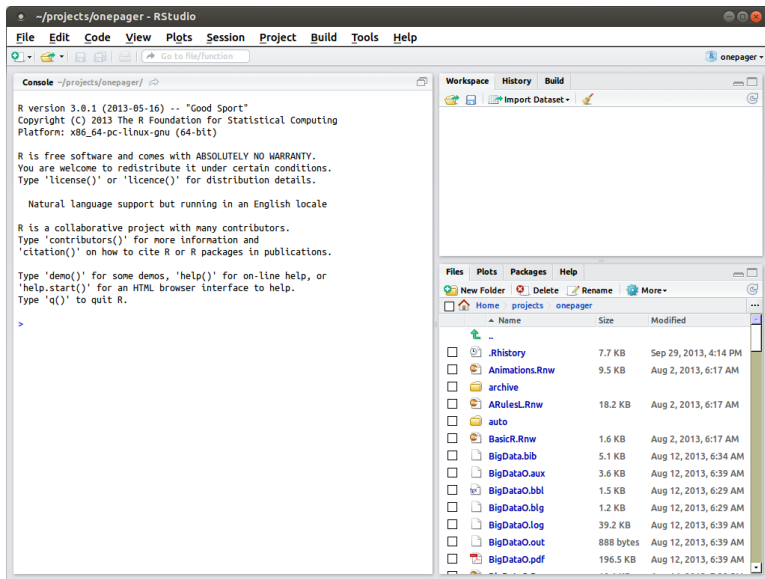 ~/projects/onepager - RStudio
File Edit Code View Plots Session Project Build Tools Help
Go to file/function
onepager
Console ~/projects/onepager/
R version 3.0.1 (2013-05-16) -- "Good Sport"
Copyright (C) 2013 The R Foundation for Statistical Computing
Platform: x86_64-pc-linux-gnu (64-bit)
R is free software and comes with ABSOLUTELY NO WARRANTY.
You are welcome to redistribute it under certain conditions.
Type 'license()' or 'licence()' for distribution details.
Natural language support but running in an English locale
R is a collaborative project with many contributors.
Type 'contributors()' for more information and
'citation()' on how to cite R or R packages in publications.
Type 'demo()' for some demos, 'help()' for on-line help, or
'help.start()' for an HTML browser interface to help.
Type 'q()' to quit R.
>
Workspace History Build
Import Dataset
Files Plots Packages Help
New Folder Delete Rename More
Home projects onepager ...
Name Size Modified
..
.Rhistory 7.7 KB Sep 29, 2013, 4:14 PM
Animations.Rnw 9.5 KB Aug 2, 2013, 6:17 AM
archive
ARulesL.Rnw 18.2 KB Aug 2, 2013, 6:17 AM
auto
BasicR.Rnw 1.6 KB Aug 2, 2013, 6:17 AM
BigData.bib 5.1 KB Aug 12, 2013, 6:34 AM
BigDataO.aux 3.6 KB Aug 12, 2013, 6:39 AM
BigDataO.bbl 1.5 KB Aug 12, 2013, 6:29 AM
BigDataO.blg 1.2 KB Aug 12, 2013, 6:29 AM
BigDataO.log 39.2 KB Aug 12, 2013, 6:39 AM
BigDataO.out 888 bytes Aug 12, 2013, 6:39 AM
BigDataO.pdf 196.5 KB Aug 12, 2013, 6:39 AM